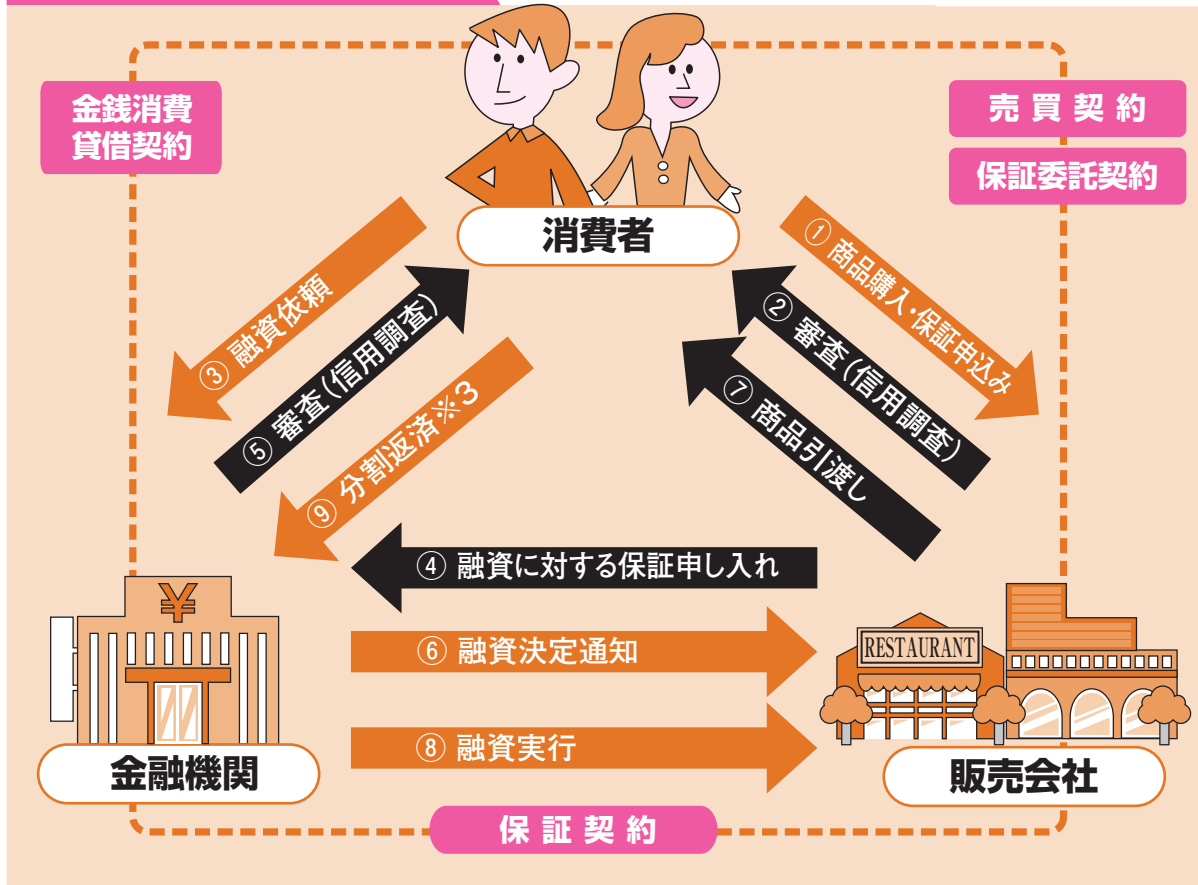 金銭消費
貸借契約
売買契約
保証委託契約
消費者
① 商品購入・保証申込み
② 審査(信用調査)
③ 融資依頼
⑤ 審査(信用調査)
⑦ 商品引渡し
⑨ 分割返済※3
④ 融資に対する保証申し入れ
¥
⑥ 融資決定通知
RESTAURANT
⑧ 融資実行
金融機関
販売会社
保証契約